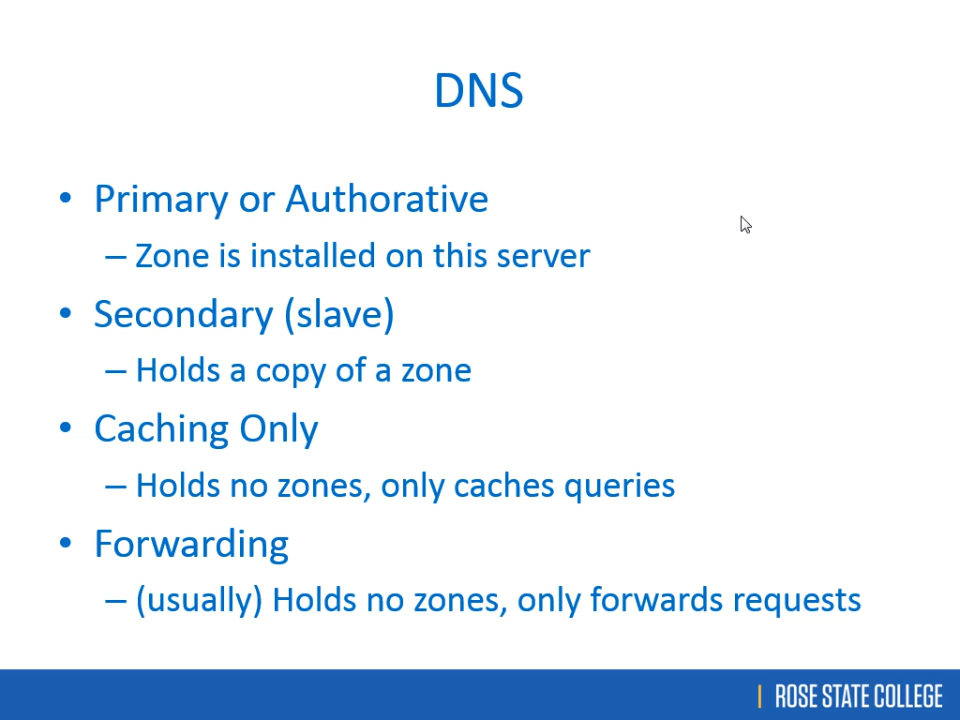 DNS
• Primary or Authorative
– Zone is installed on this server
• Secondary (slave)
– Holds a copy of a zone
• Caching Only
– Holds no zones, only caches queries
• Forwarding
– (usually) Holds no zones, only forwards requests
| ROSE STATE COLLEGE